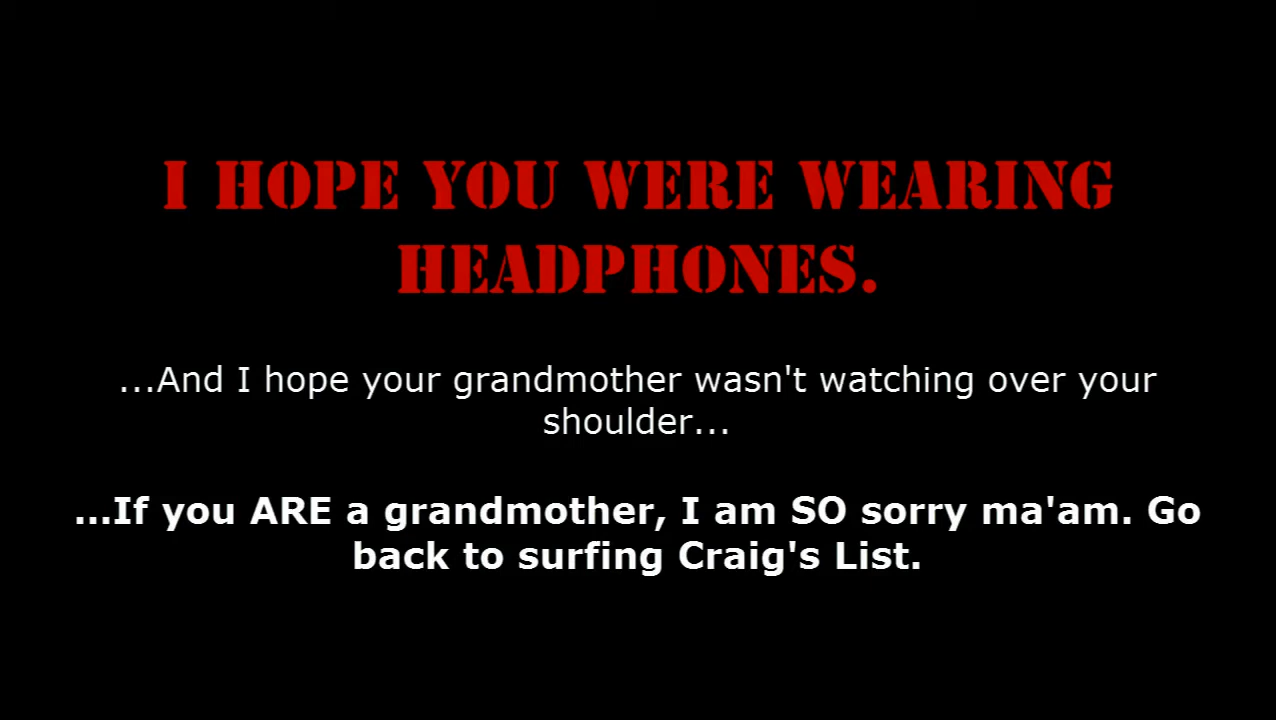 I HOPE YOU WERE WEARING
HEADPHONES.
...And I hope your grandmother wasn't watching over your
shoulder...
...If you ARE a grandmother, I am SO sorry ma'am. Go
back to surfing Craig's List.